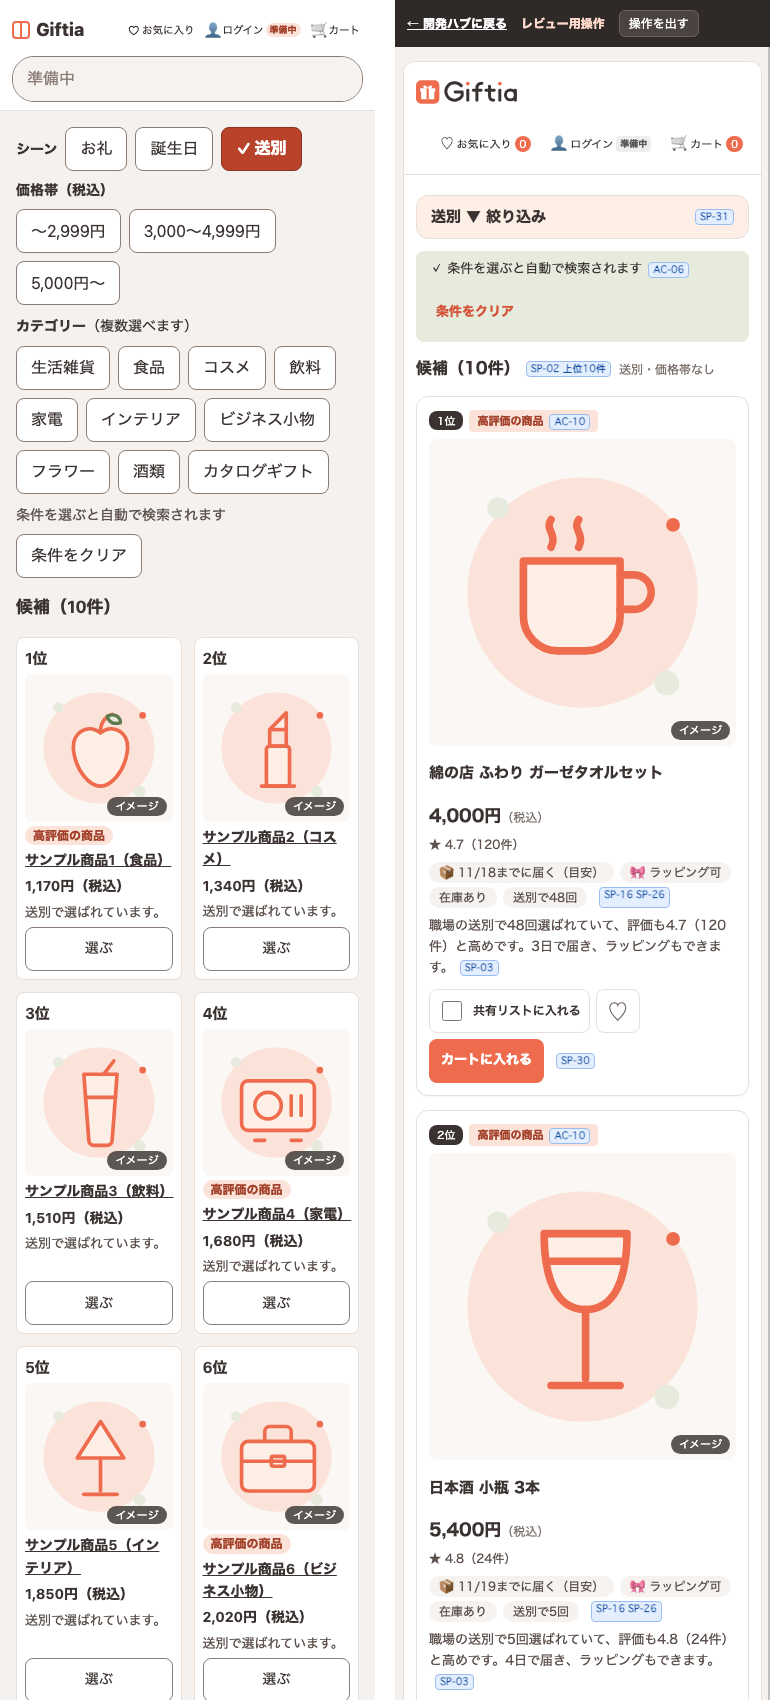 Giftia
♡ お気に入り 👤ログイン 準備中 🛒カート
準備中
シーン お礼 誕生日 ✓ 送別
価格帯（税込）
〜2,999円 3,000〜4,999円
5,000円〜
カテゴリー（複数選べます）
生活雑貨 食品 コスメ 飲料
家電 インテリア ビジネス小物
フラワー 酒類 カタログギフト
条件を選ぶと自動で検索されます
条件をクリア
候補（10件）
1位
イメージ
高評価の商品
サンプル商品1（食品）
1,170円（税込）
送別で選ばれています。
選ぶ
2位
イメージ
サンプル商品2（コス
メ）
1,340円（税込）
送別で選ばれています。
選ぶ
3位
イメージ
サンプル商品3（飲料）
1,510円（税込）
送別で選ばれています。
選ぶ
4位
イメージ
高評価の商品
サンプル商品4（家電）
1,680円（税込）
送別で選ばれています。
選ぶ
5位
イメージ
サンプル商品5（イン
テリア）
1,850円（税込）
送別で選ばれています。
選ぶ
6位
イメージ
高評価の商品
サンプル商品6（ビジ
ネス小物）
2,020円（税込）
送別で選ばれています。
選ぶ
← 開発ハブに戻る レビュー用操作 操作を出す
Giftia
♡ お気に入り 0 👤 ログイン 準備中 🛒 カート 0
送別 ▼ 絞り込み SP-31
✓ 条件を選ぶと自動で検索されます AC-06
条件をクリア
候補（10件） SP-02 上位10件 送別・価格帯なし
1位 高評価の商品 AC-10
イメージ
綿の店 ふわり ガーゼタオルセット
4,000円（税込）
★ 4.7（120件）
📦 11/18までに届く（目安） 🎀 ラッピング可
在庫あり 送別で48回 SP-16 SP-26
職場の送別で48回選ばれていて、評価も4.7（120
件）と高めです。3日で届き、ラッピングもできま
す。 SP-03
共有リストに入れる ♡
カートに入れる SP-30
2位 高評価の商品 AC-10
イメージ
日本酒 小瓶 3本
5,400円（税込）
★ 4.8（24件）
📦 11/19までに届く（目安） 🎀 ラッピング可
在庫あり 送別で5回 SP-16 SP-26
職場の送別で5回選ばれていて、評価も4.8（24件）
と高めです。4日で届き、ラッピングもできます。
SP-03